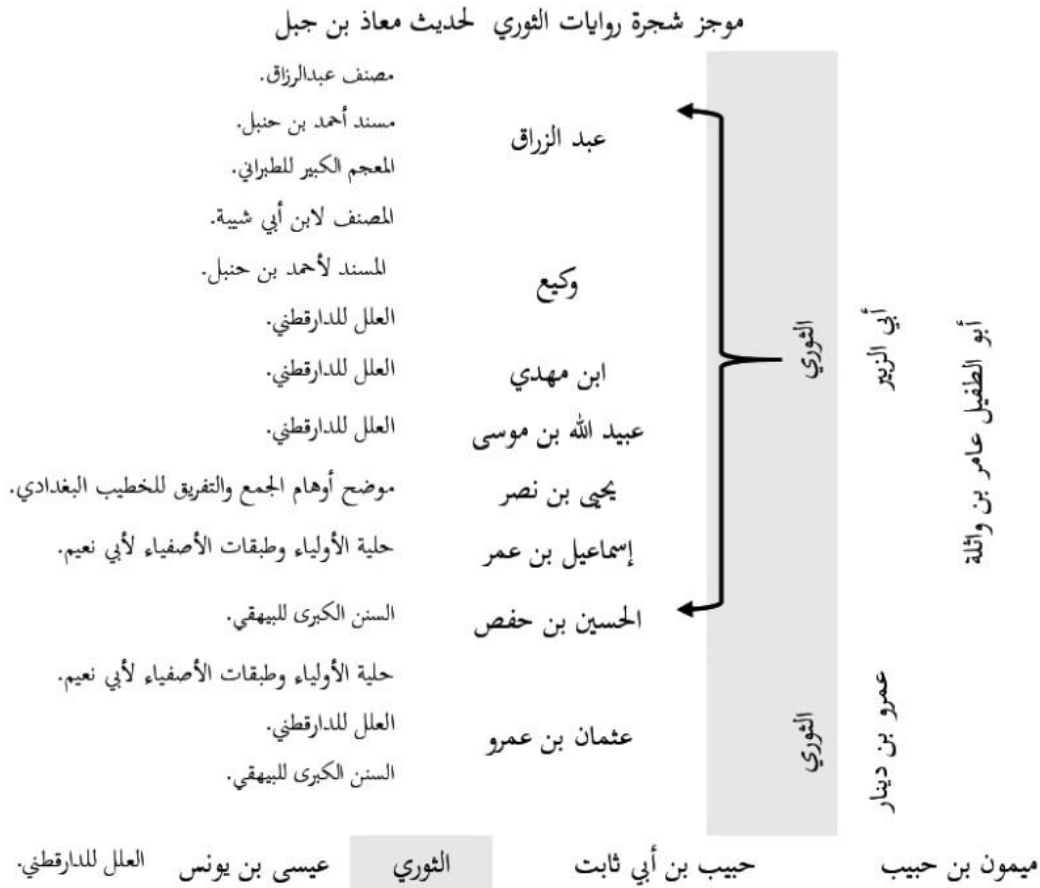 موجز شجرة روايات الثوري لحديث معاذ بن جبل
أبو الطفيل عامر بن واثلة
أبي الزبير
الثوري
عبد الزراق
مصنف عبدالرزاق.
مسند أحمد بن حنبل.
المعجم الكبير للطبراني.
وكيع
المصنف لابن أبي شيبة.
المسند لأحمد بن حنبل.
العلل للدارقطني.
ابن مهدي
العلل للدارقطني.
عبيد الله بن موسى
العلل للدارقطني.
يحيى بن نصر
موضح أوهام الجمع والتفريق للخطيب البغدادي.
إسماعيل بن عمر
حلية الأولياء وطبقات الأصفياء لأبي نعيم.
الحسين بن حفص
السنن الكبرى للبيهقي.
عمرو بن دينار
الثوري
عثمان بن عمرو
حلية الأولياء وطبقات الأصفياء لأبي نعيم.
العلل للدارقطني.
السنن الكبرى للبيهقي.
ميمون بن حبيب حبيب بن أبي ثابت الثوري عيسى بن يونس العلل للدارقطني.